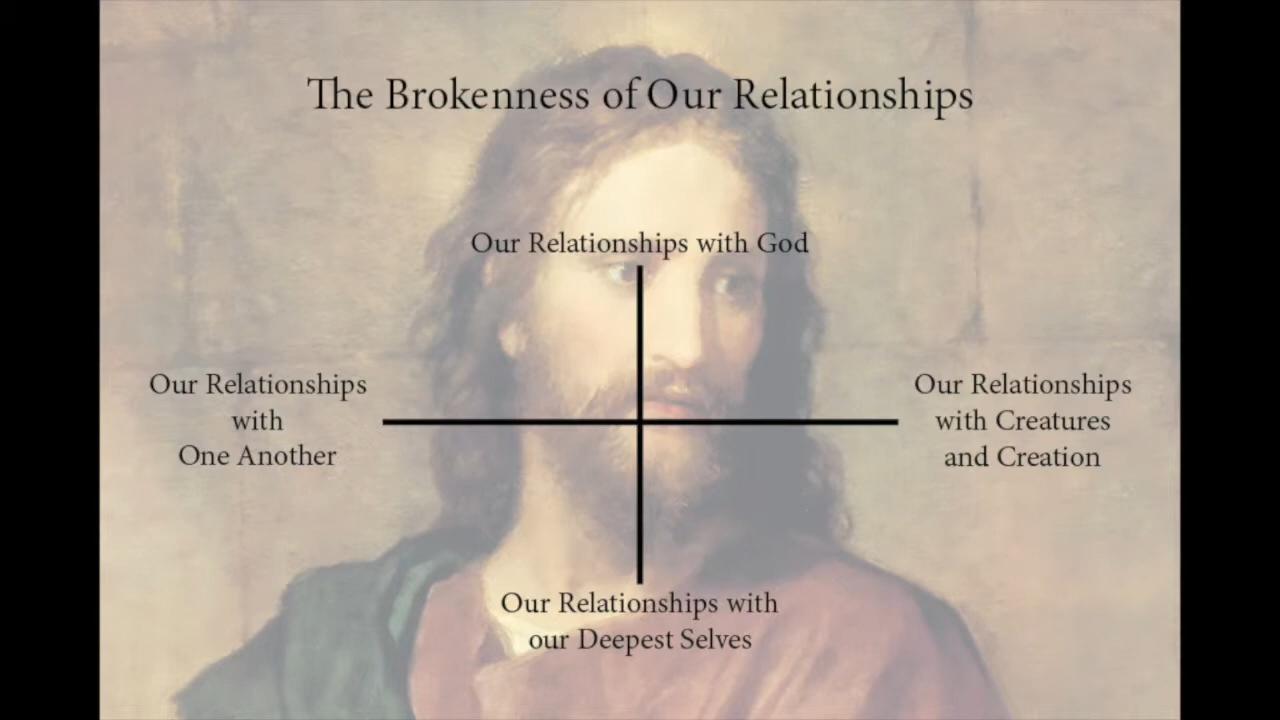 The Brokenness of Our Relationships
Our Relationships with God
Our Relationships
with
One Another
Our Relationships
with Creatures
and Creation
Our Relationships with
our Deepest Selves